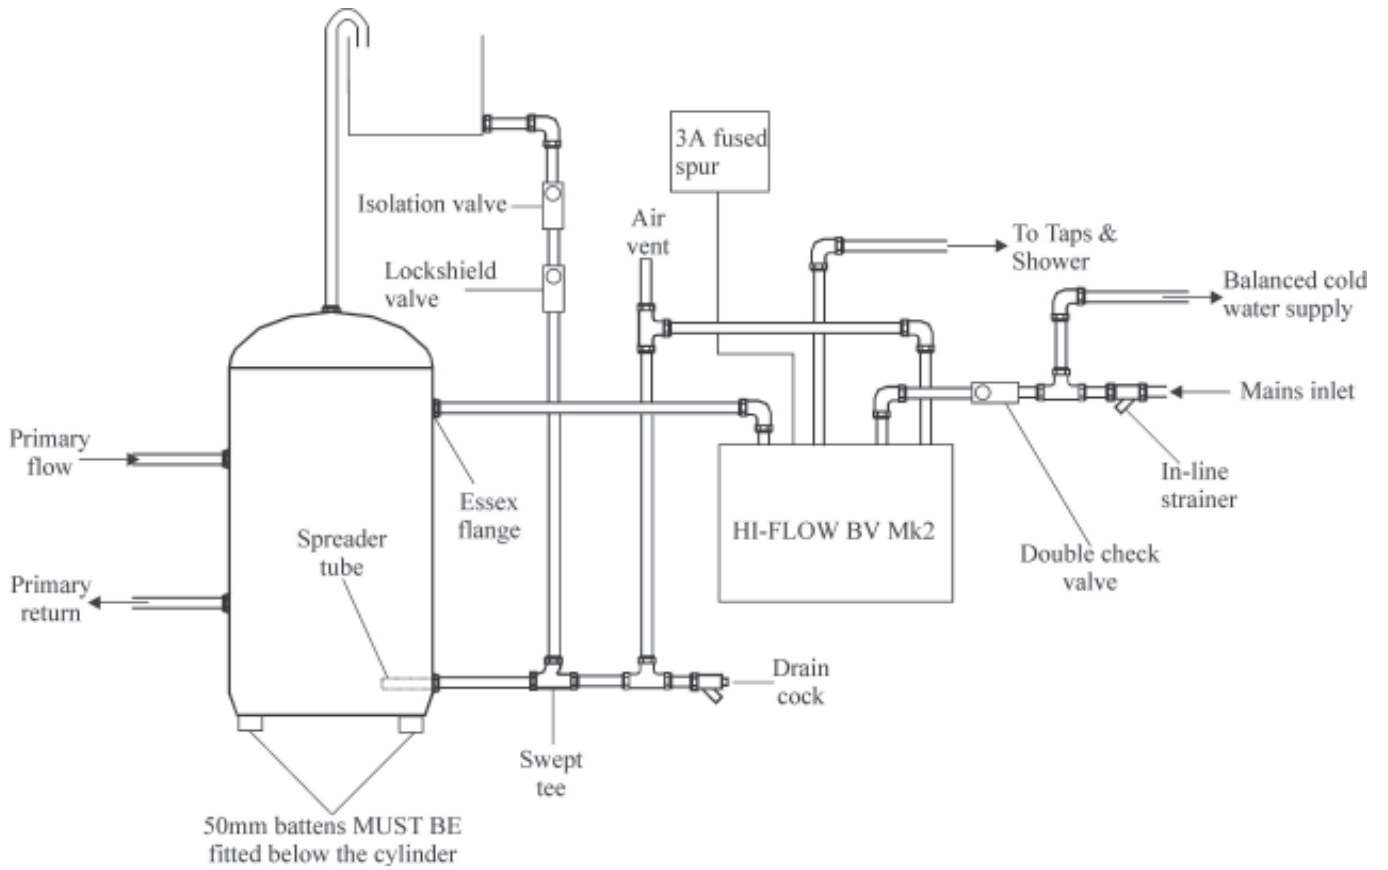 3A fused
spur
Isolation valve
Air
vent
To Taps &
Shower
Lockshield
valve
Balanced cold
water supply
Mains inlet
Primary
flow
Essex
flange
In-line
strainer
HI-FLOW BV Mk2
Spreader
tube
Double check
valve
Primary
return
Drain
cock
Swept
tee
50mm battens MUST BE
fitted below the cylinder